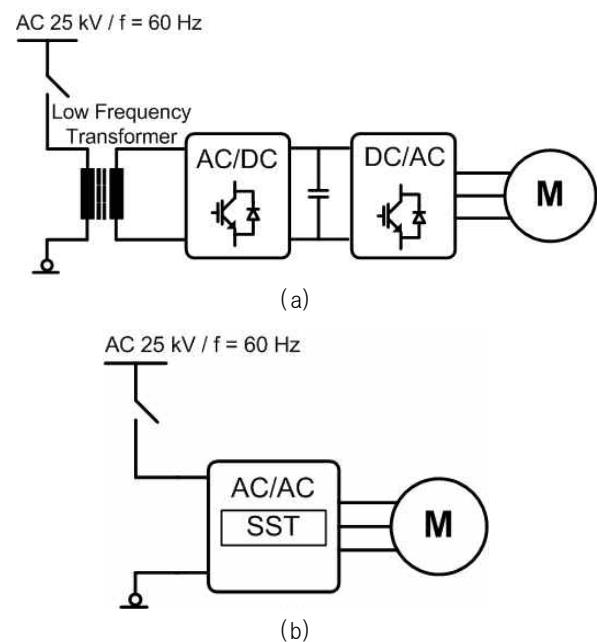 AC 25 kV / f = 60 Hz
Low Frequency
Transformer
AC/DC
DC/AC
M
(a)
AC 25 kV / f = 60 Hz
AC/AC
SST
M
(b)